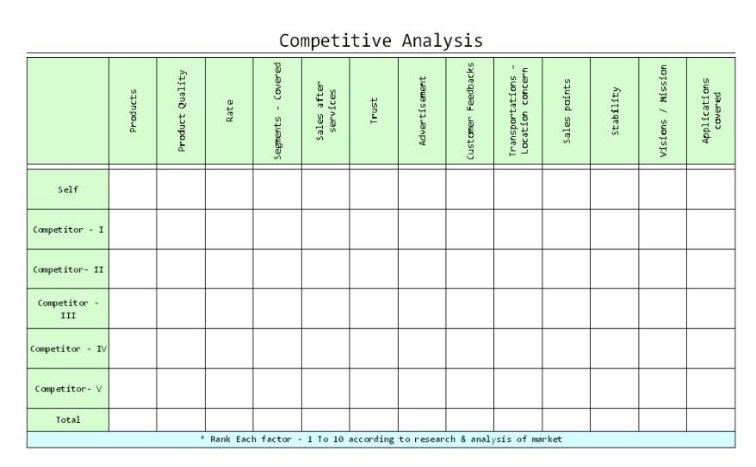 Competitive Analysis
Products
Product Quality
Rate
Segments - Covered
Sales after
services
Trust
Advertisement
Customer Feedbacks
Transportations -
Location concern
Sales points
Stability
Visions / Mission
Applications
covered
Self
Competitor - I
Competitor- II
Competitor -
III
Competitor - IV
Competitor- V
Total
* Rank Each factor - 1 To 10 according to research & analysis of market